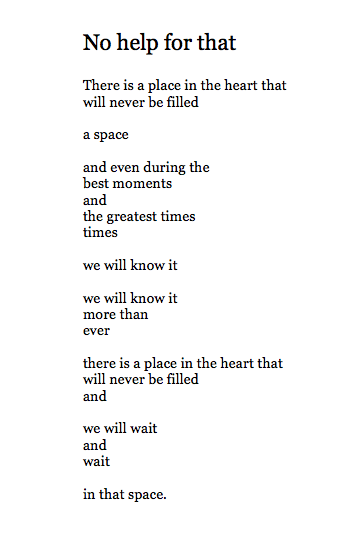 No help for that
There is a place in the heart that
will never be filled
a space
and even during the
best moments
and
the greatest times
times
we will know it
we will know it
more than
ever
there is a place in the heart that
will never be filled
and
we will wait
and
wait
in that space.